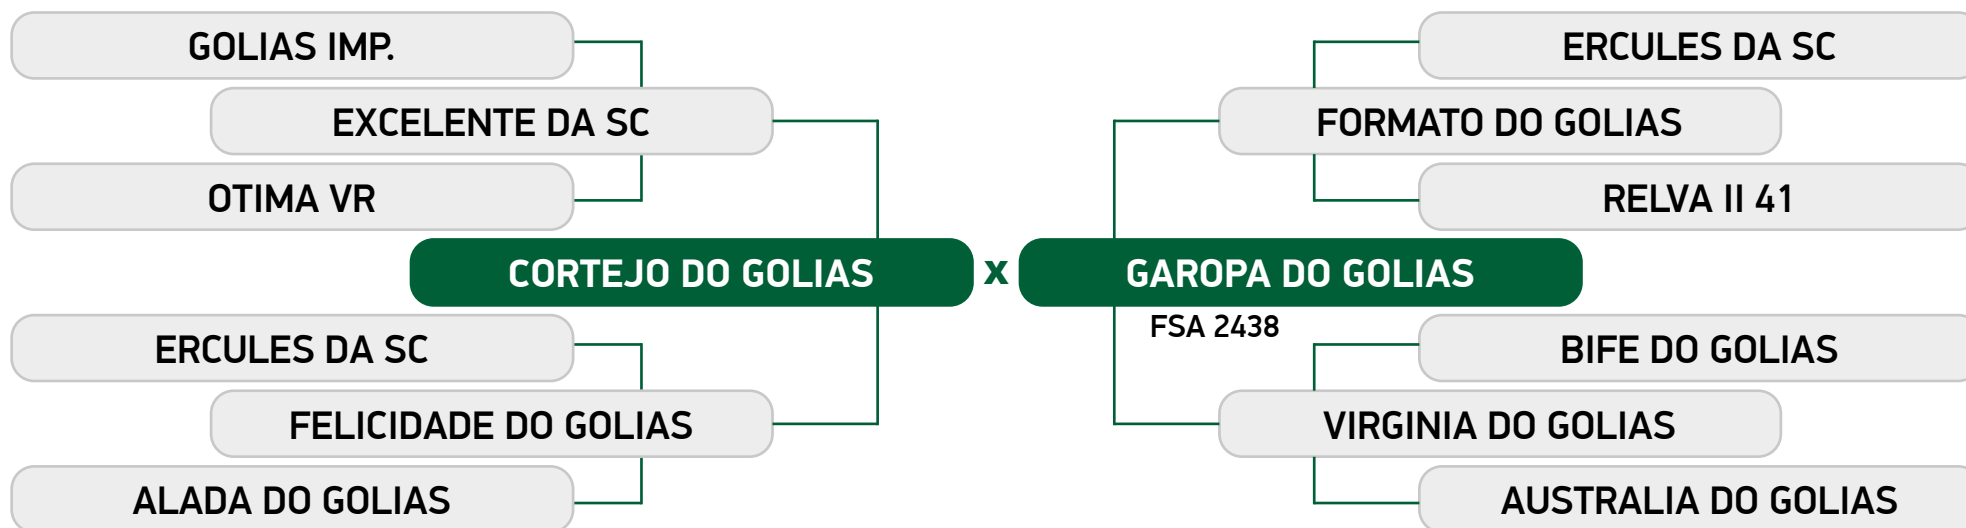 GOLIAS IMP.
EXCELENTE DA SC
OTIMA VR
CORTEJO DO GOLIAS
ERCULES DA SC
FELICIDADE DO GOLIAS
ALADA DO GOLIAS
x
ERCULES DA SC
FORMATO DO GOLIAS
RELVA II 41
GAROPA DO GOLIAS
FSA 2438
BIFE DO GOLIAS
VIRGINIA DO GOLIAS
AUSTRALIA DO GOLIAS